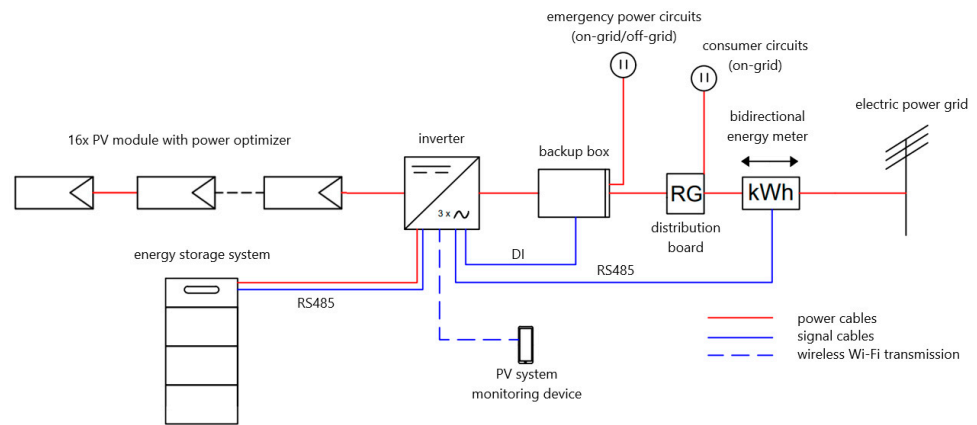 emergency power circuits
(on-grid/off-grid)
consumer circuits
(on-grid)
electric power grid
bidirectional
energy meter
16x PV module with power optimizer
inverter
backup box
3 x
RG
kWh
distribution
board
energy storage system
DI
RS485
RS485
power cables
signal cables
wireless Wi-Fi transmission
PV system
monitoring device